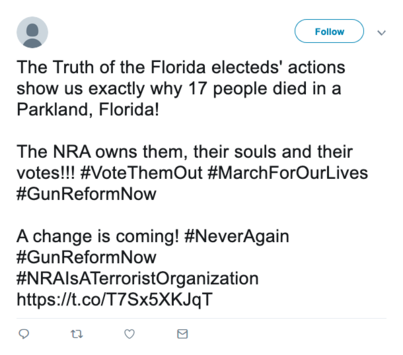 Follow
The Truth of the Florida electeds' actions
show us exactly why 17 people died in a
Parkland, Florida!
The NRA owns them, their souls and their
votes!!! #VoteThemOut #MarchForOurLives
#GunReformNow
A change is coming! #NeverAgain
#GunReformNow
#NRAIsATerroristOrganization
https://t.co/T7Sx5XKJqT